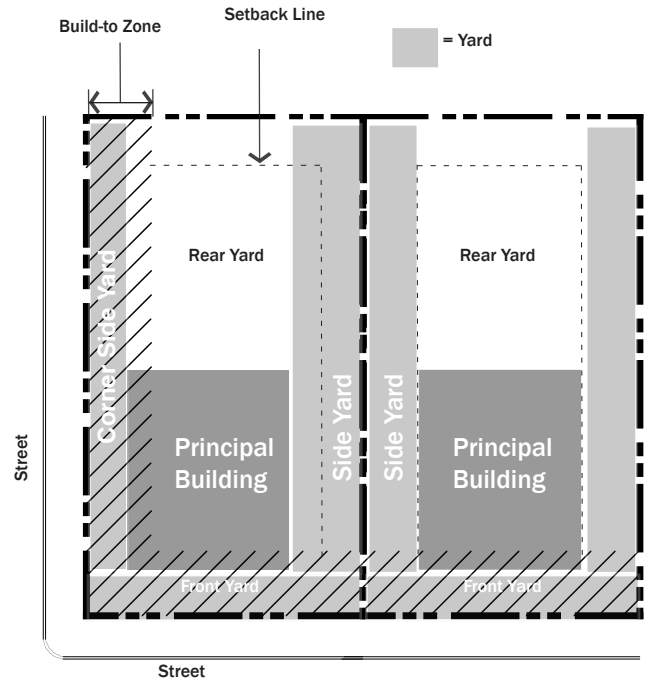 Setback Line
Build-to Zone
= Yard
Rear Yard
Rear Yard
Corner Side Yard
Side Yard
Side Yard
Street
Principal
Building
Principal
Building
Front Yard
Front Yard
Street